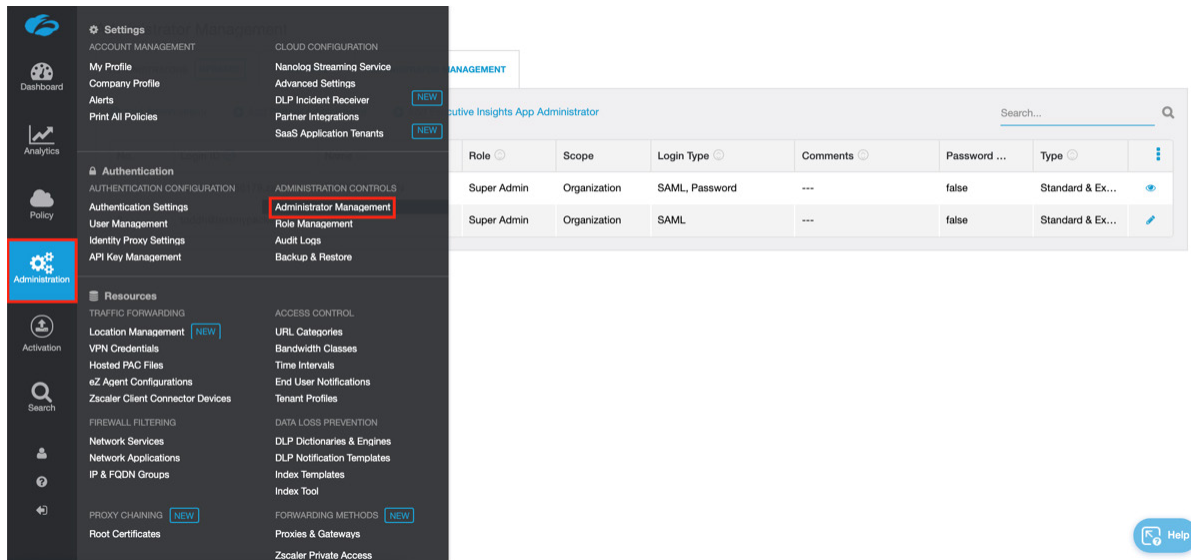 Dashboard
Analytics
Policy
Administration
Activation
Search
Settings
ACCOUNT MANAGEMENT
My Profile
Company Profile
Alerts
Print All Policies
CLOUD CONFIGURATION
Nanolog Streaming Service
Advanced Settings
DLP Incident Receiver NEW
Partner Integrations
SaaS Application Tenants NEW
Authentication
AUTHENTICATION CONFIGURATION
Authentication Settings
User Management
Identity Proxy Settings
API Key Management
ADMINISTRATION CONTROLS
Administrator Management
Role Management
Audit Logs
Backup & Restore
Resources
TRAFFIC FORWARDING
Location Management NEW
VPN Credentials
Hosted PAC Files
eZ Agent Configurations
Zscaler Client Connector Devices
ACCESS CONTROL
URL Categories
Bandwidth Classes
Time Intervals
End User Notifications
Tenant Profiles
FIREWALL FILTERING
Network Services
Network Applications
IP & FQDN Groups
DATA LOSS PREVENTION
DLP Dictionaries & Engines
DLP Notification Templates
Index Templates
Index Tool
PROXY CHAINING NEW
Root Certificates
FORWARDING METHODS NEW
Proxies & Gateways
Zscaler Private Access
ANAGEMENT
cutive Insights App Administrator
Search...
Role Scope Login Type Comments Password ... Type
Super Admin Organization SAML, Password --- false Standard & Ex...
Super Admin Organization SAML --- false Standard & Ex...
Help